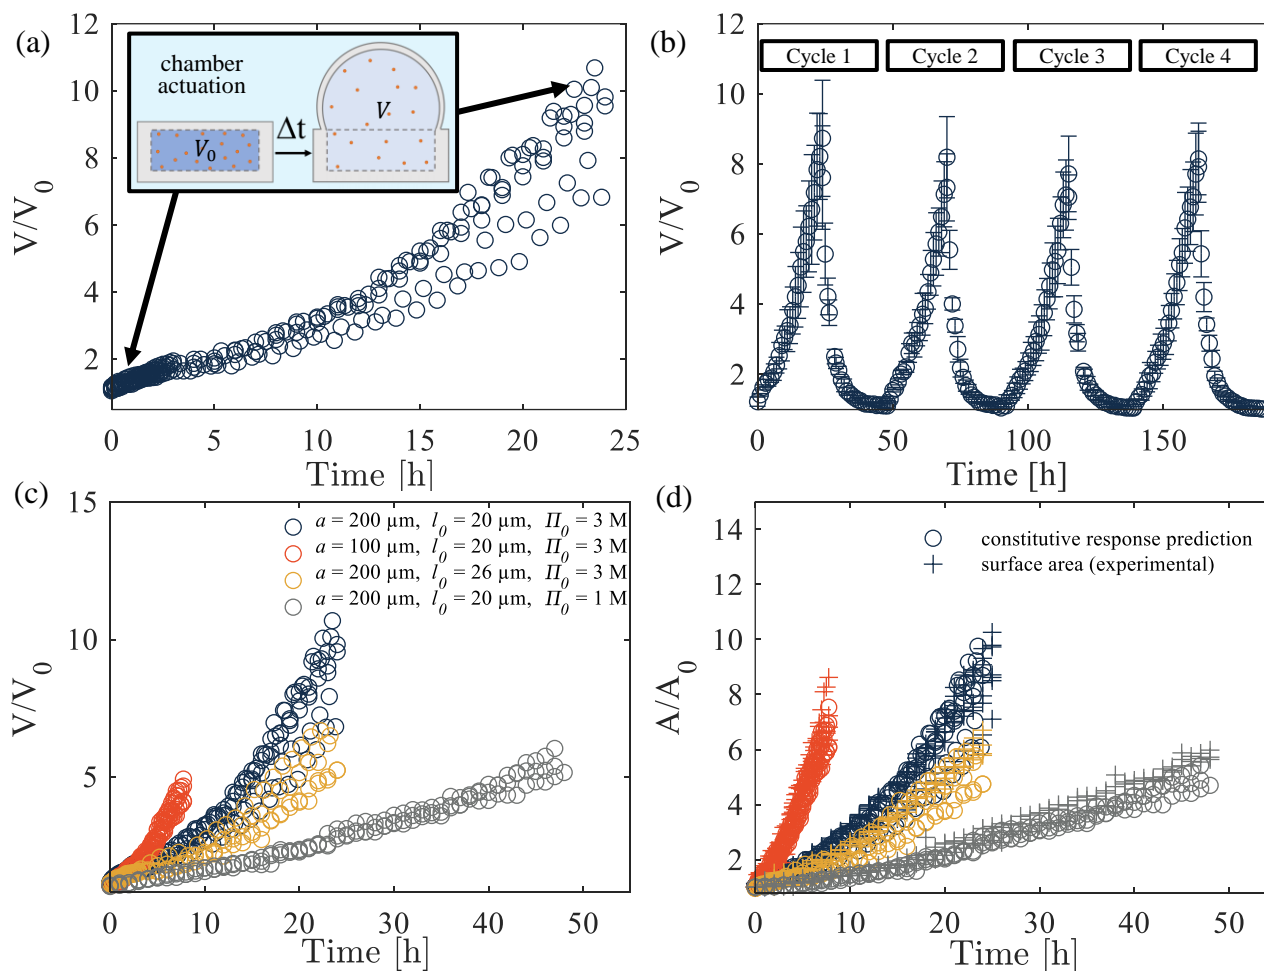 (a)
12
10
8
6
4
2
V/V0
chamber
actuation
V0
Δt
V
0
5
10
15
20
25
Time [h]
(b)
12
10
8
6
4
2
V/V0
Cycle 1
Cycle 2
Cycle 3
Cycle 4
0
50
100
150
Time [h]
(c)
15
10
5
V/V0
a = 200 µm, l0 = 20 µm, Π0 = 3 M
a = 100 µm, l0 = 20 µm, Π0 = 3 M
a = 200 µm, l0 = 26 µm, Π0 = 3 M
a = 200 µm, l0 = 20 µm, Π0 = 1 M
0
10
20
30
40
50
Time [h]
(d)
14
12
10
8
6
4
2
A/A0
constitutive response prediction
surface area (experimental)
0
10
20
30
40
50
Time [h]